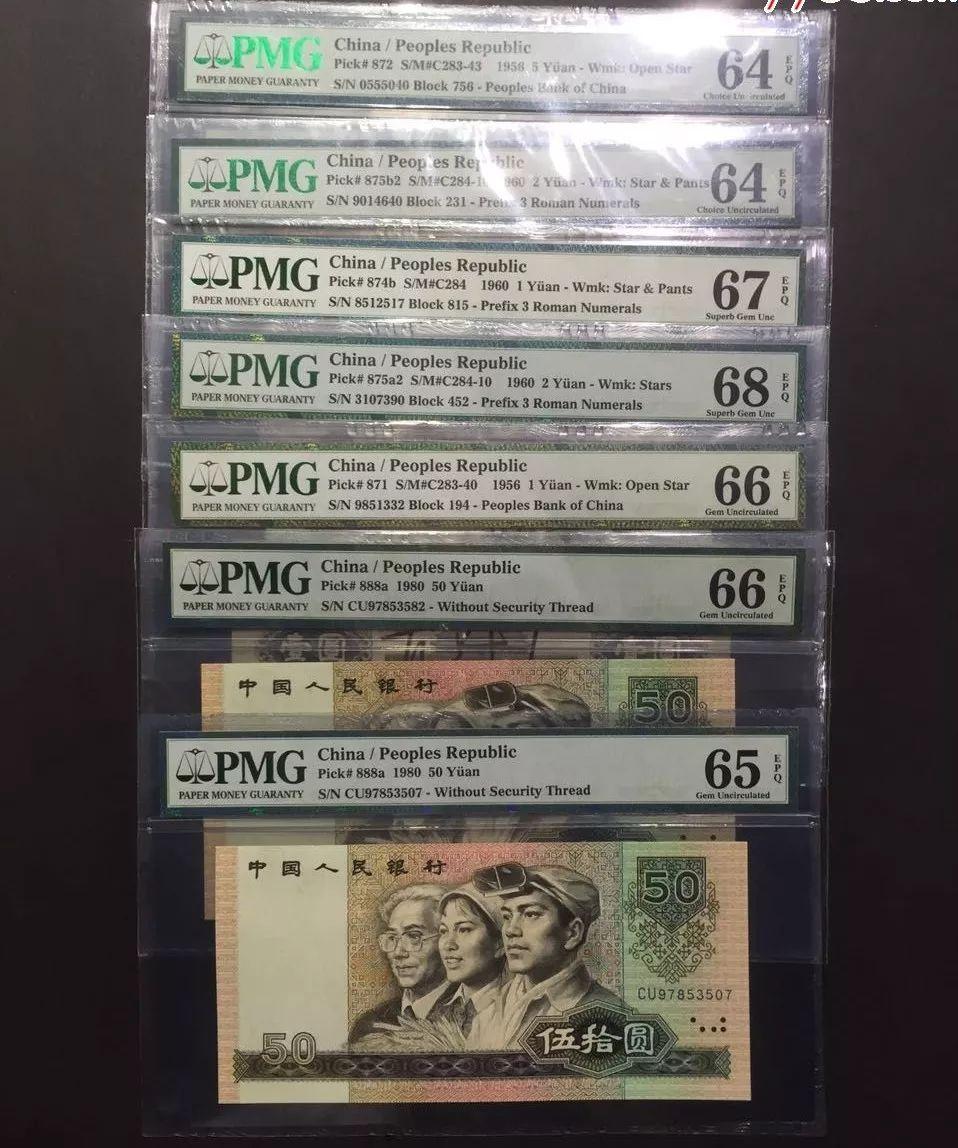 PMG
PAPER MONEY GUARANTY
China / Peoples Republic
Pick# 872 S/M#C283-43 1956 5 Yüan - Wmk: Open Star
S/N 0555040 Block 756 - Peoples Bank of China
64
EPQ
Choice Uncirculated
PMG
PAPER MONEY GUARANTY
China / Peoples Republic
Pick# 875b2 S/M#C284-10 1960 2 Yüan - Wmk: Star & Pants
S/N 9014640 Block 231 - Prefix 3 Roman Numerals
64
EPQ
Choice Uncirculated
PMG
PAPER MONEY GUARANTY
China / Peoples Republic
Pick# 874b S/M#C284 1960 1 Yüan - Wmk: Star & Pants
S/N 8512517 Block 815 - Prefix 3 Roman Numerals
67
EPQ
Superb Gem Unc
PMG
PAPER MONEY GUARANTY
China / Peoples Republic
Pick# 875a2 S/M#C284-10 1960 2 Yüan - Wmk: Stars
S/N 3107390 Block 452 - Prefix 3 Roman Numerals
68
EPQ
Superb Gem Unc
PMG
PAPER MONEY GUARANTY
China / Peoples Republic
Pick# 871 S/M#C283-40 1956 1 Yüan - Wmk: Open Star
S/N 9851332 Block 194 - Peoples Bank of China
66
EPQ
Gem Uncirculated
PMG
PAPER MONEY GUARANTY
China / Peoples Republic
Pick# 888a 1980 50 Yüan
S/N CU97853582 - Without Security Thread
66
EPQ
Gem Uncirculated
壹圆
中国人民银行
50
PMG
PAPER MONEY GUARANTY
China / Peoples Republic
Pick# 888a 1980 50 Yüan
S/N CU97853507 - Without Security Thread
65
EPQ
Gem Uncirculated
中国人民银行
50
CU97853507
50
伍拾圆